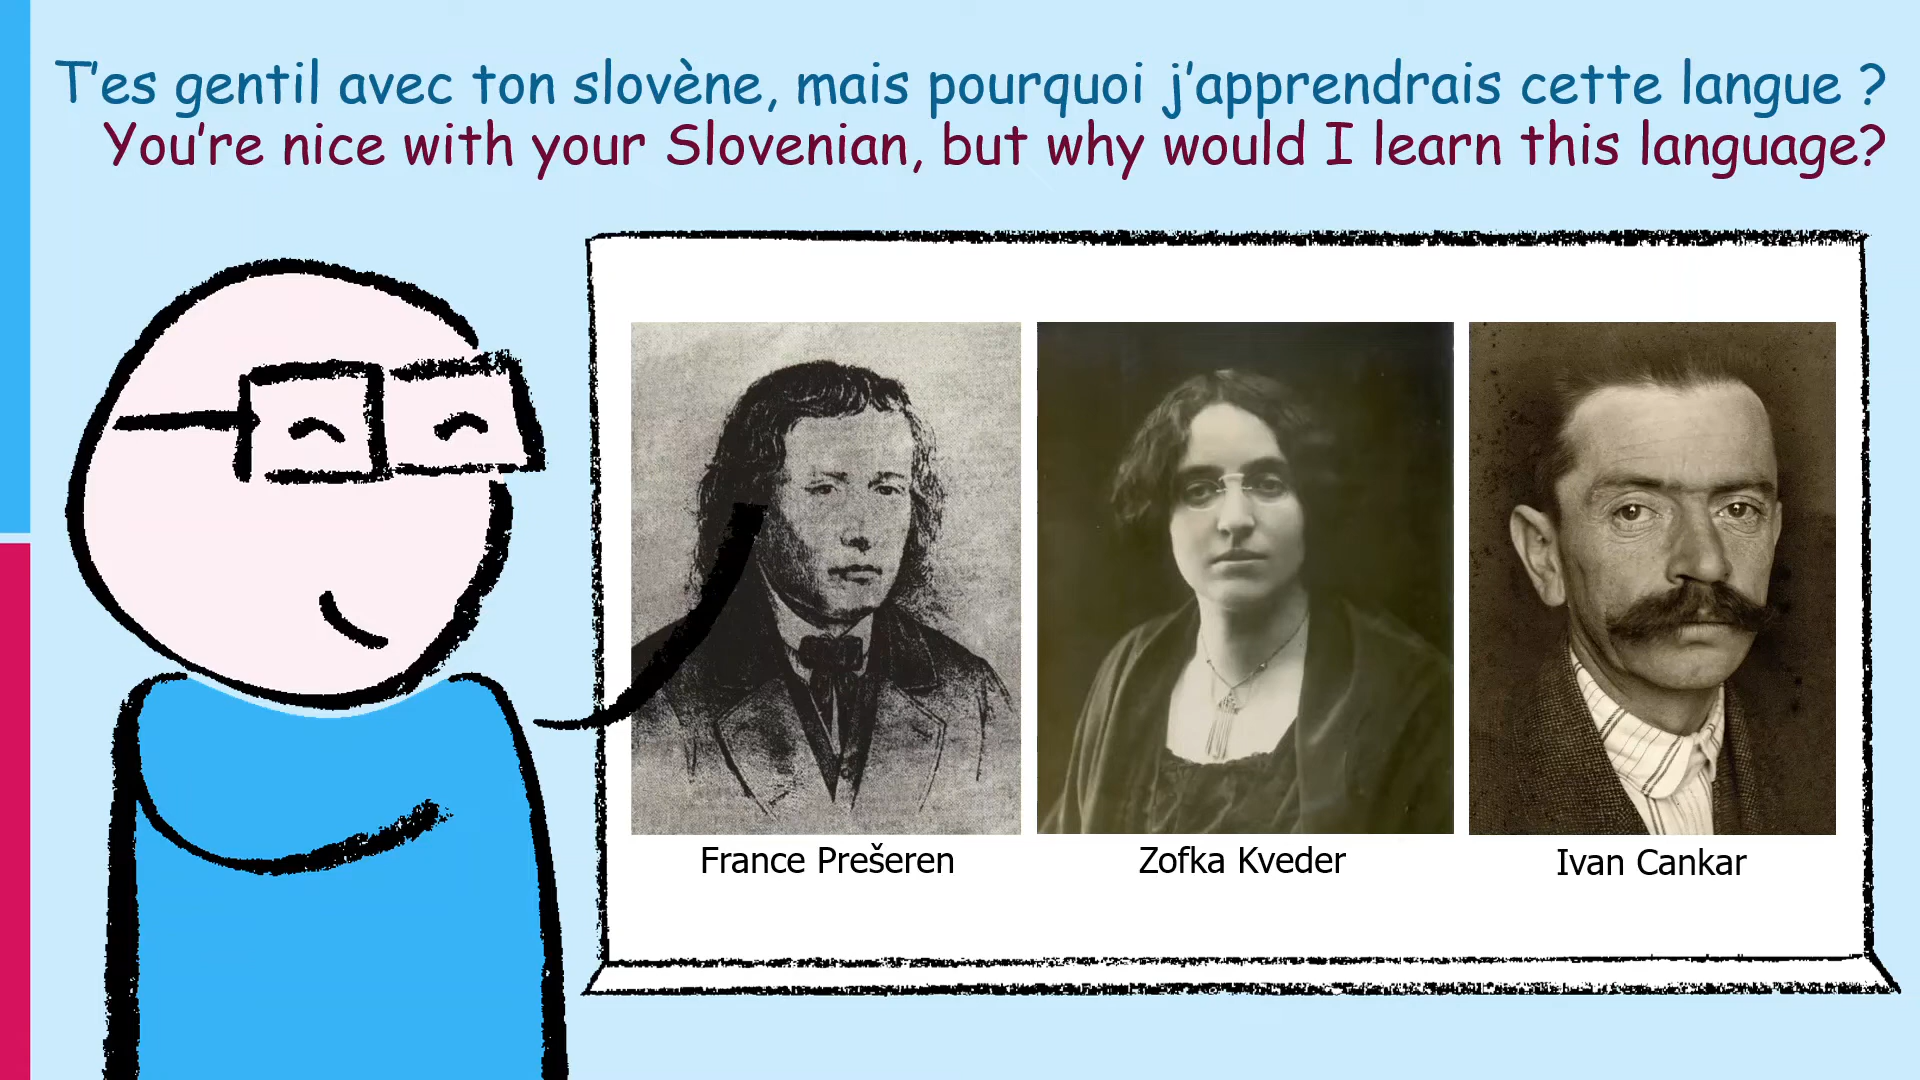 T'es gentil avec ton slovène, mais pourquoi j'apprendrais cette langue ?
You're nice with your Slovenian, but why would I learn this language?
France Prešeren
Zofka Kveder
Ivan Cankar